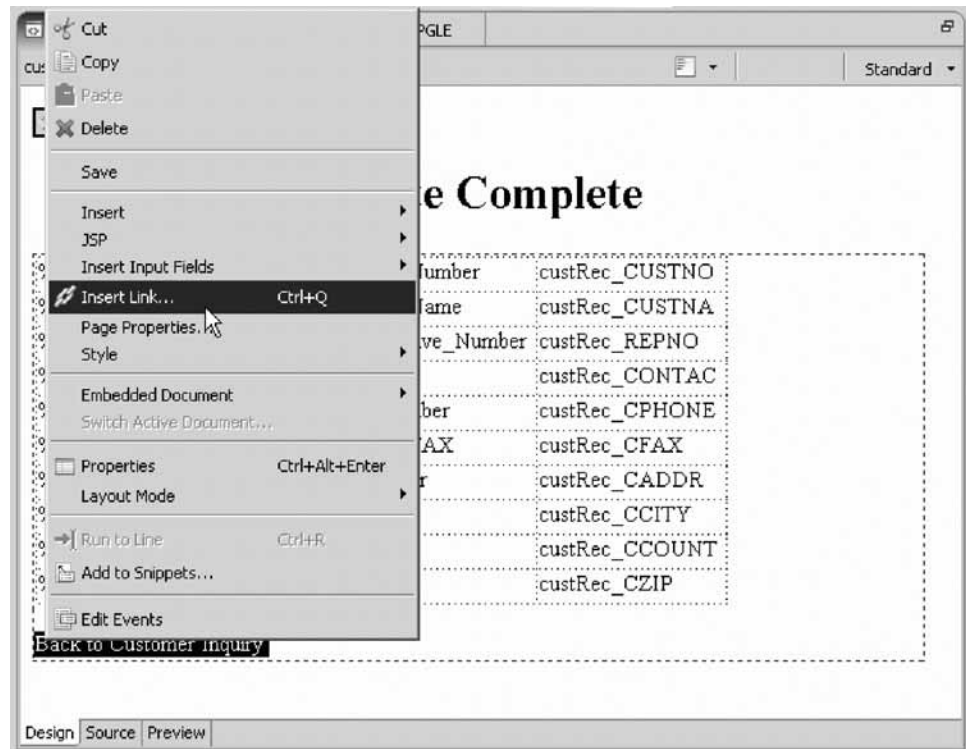 Cut
PGLE
cus
Copy
Standard
Paste
Delete
Save
e Complete
Insert
JSP
Insert Input Fields
Number custRec_CUSTNO
Insert Link... Ctrl+Q
Name custRec_CUSTNA
Page Properties...
ve_Number custRec_REPNO
Style
custRec_CONTAC
Embedded Document
ber custRec_CPHONE
Switch Active Document...
AX custRec_CFAX
Properties Ctrl+Alt+Enter
r custRec_CADDR
Layout Mode
custRec_CCITY
Run to Line Ctrl+R
custRec_CCOUNT
Add to Snippets...
custRec_CZIP
Edit Events
Back to Customer Inquiry
Design Source Preview